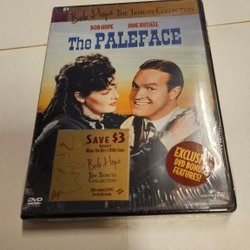 Bob Hope The Tribute Collection
BOB HOPE JANE RUSSELL
The PALEFACE
SAVE $3
Bob Hope
THE TRIBUTE
COLLECTION
EXCLUSIVE
DVD BONUS
FEATURES!
DVD